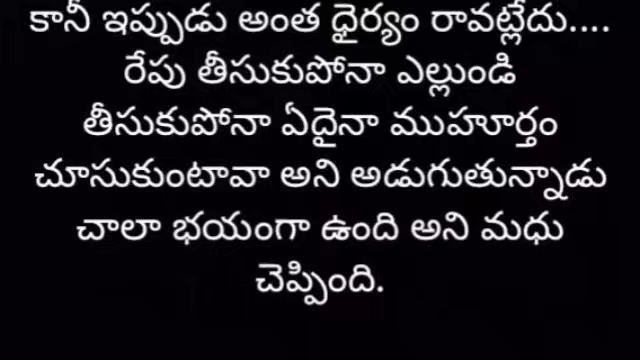 కానీ ఇప్పుడు అంత ధైర్యం రావట్లేదు....
రేపు తీసుకుపోనా ఎల్లుండి
తీసుకుపోనా ఏదైనా ముహూర్తం
చూసుకుంటావా అని అడుగుతున్నాడు
చాలా భయంగా ఉంది అని మధు
చెప్పింది.